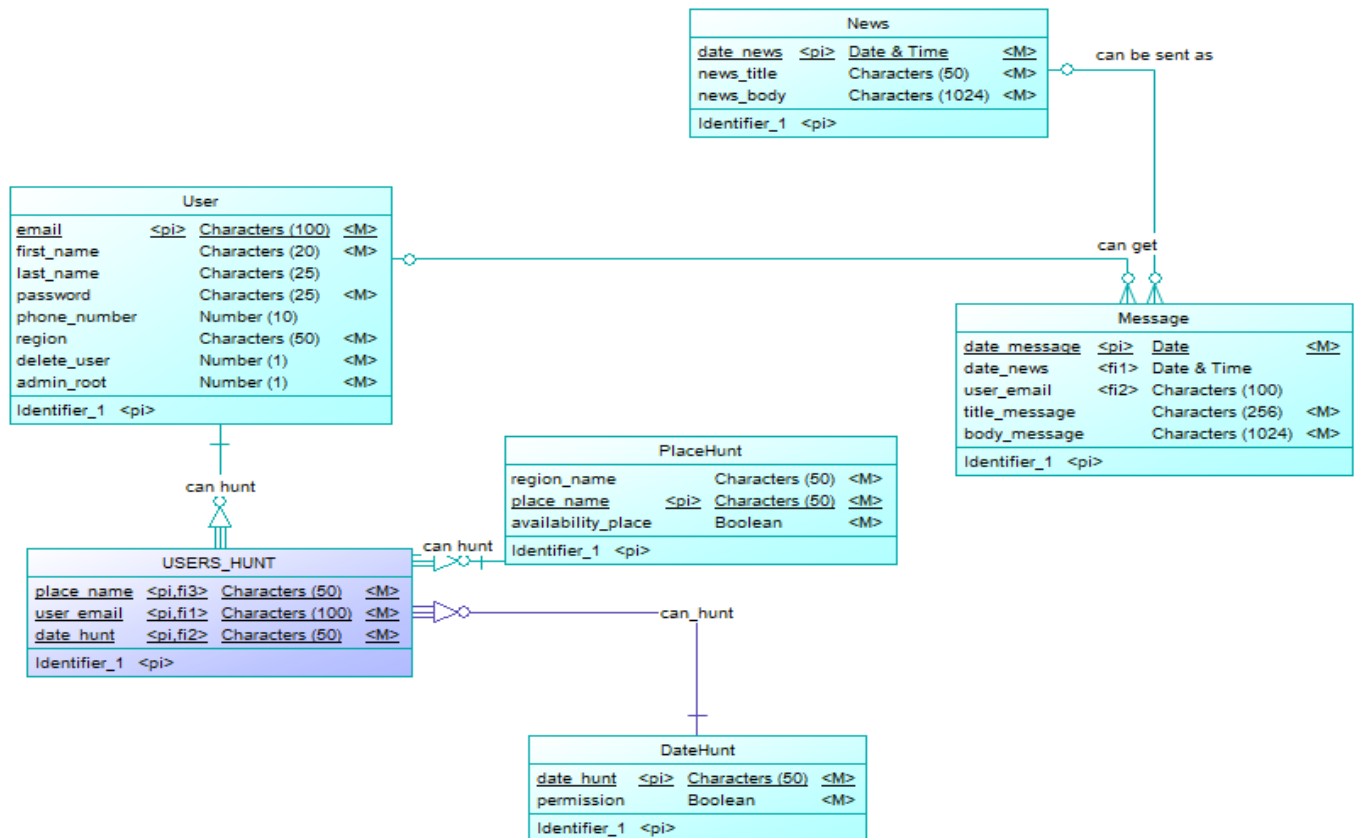 News
date_news <pi> Date & Time <M>
news_title Characters (50) <M>
news_body Characters (1024) <M>
Identifier_1 <pi>
can be sent as
User
email <pi> Characters (100) <M>
first_name Characters (20) <M>
last_name Characters (25)
password Characters (25) <M>
phone_number Number (10)
region Characters (50) <M>
delete_user Number (1) <M>
admin_root Number (1) <M>
Identifier_1 <pi>
can get
Message
date_message <pi> Date <M>
date_news <fi1> Date & Time
user_email <fi2> Characters (100)
title_message Characters (256) <M>
body_message Characters (1024) <M>
Identifier_1 <pi>
can hunt
PlaceHunt
region_name Characters (50) <M>
place_name <pi> Characters (50) <M>
availability_place Boolean <M>
Identifier_1 <pi>
can hunt
USERS_HUNT
place_name <pi,fi3> Characters (50) <M>
user_email <pi,fi1> Characters (100) <M>
date_hunt <pi,fi2> Characters (50) <M>
Identifier_1 <pi>
can_hunt
DateHunt
date_hunt <pi> Characters (50) <M>
permission Boolean <M>
Identifier_1 <pi>